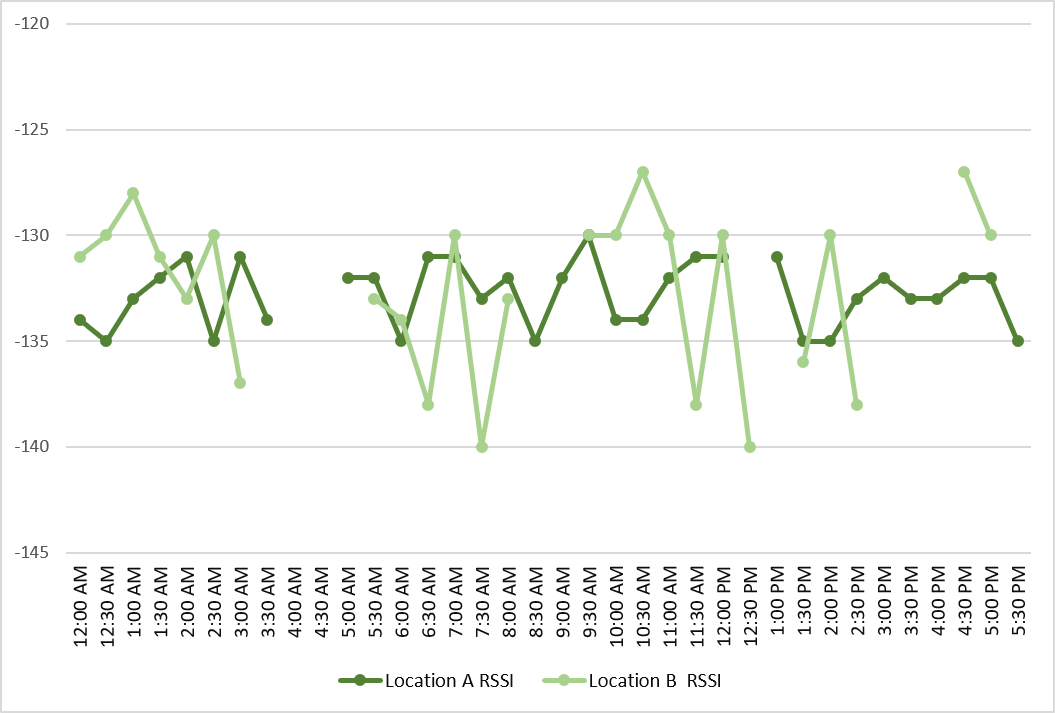 -120
-125
-130
-135
-140
-145
12:00 AM
12:30 AM
1:00 AM
1:30 AM
2:00 AM
2:30 AM
3:00 AM
3:30 AM
4:00 AM
4:30 AM
5:00 AM
5:30 AM
6:00 AM
6:30 AM
7:00 AM
7:30 AM
8:00 AM
8:30 AM
9:00 AM
9:30 AM
10:00 AM
10:30 AM
11:00 AM
11:30 AM
12:00 PM
12:30 PM
1:00 PM
1:30 PM
2:00 PM
2:30 PM
3:00 PM
3:30 PM
4:00 PM
4:30 PM
5:00 PM
5:30 PM
Location A RSSI
Location B  RSSI